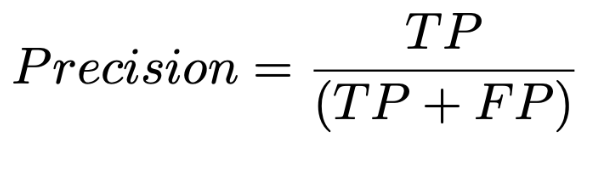 Precision = TP / (TP + FP)